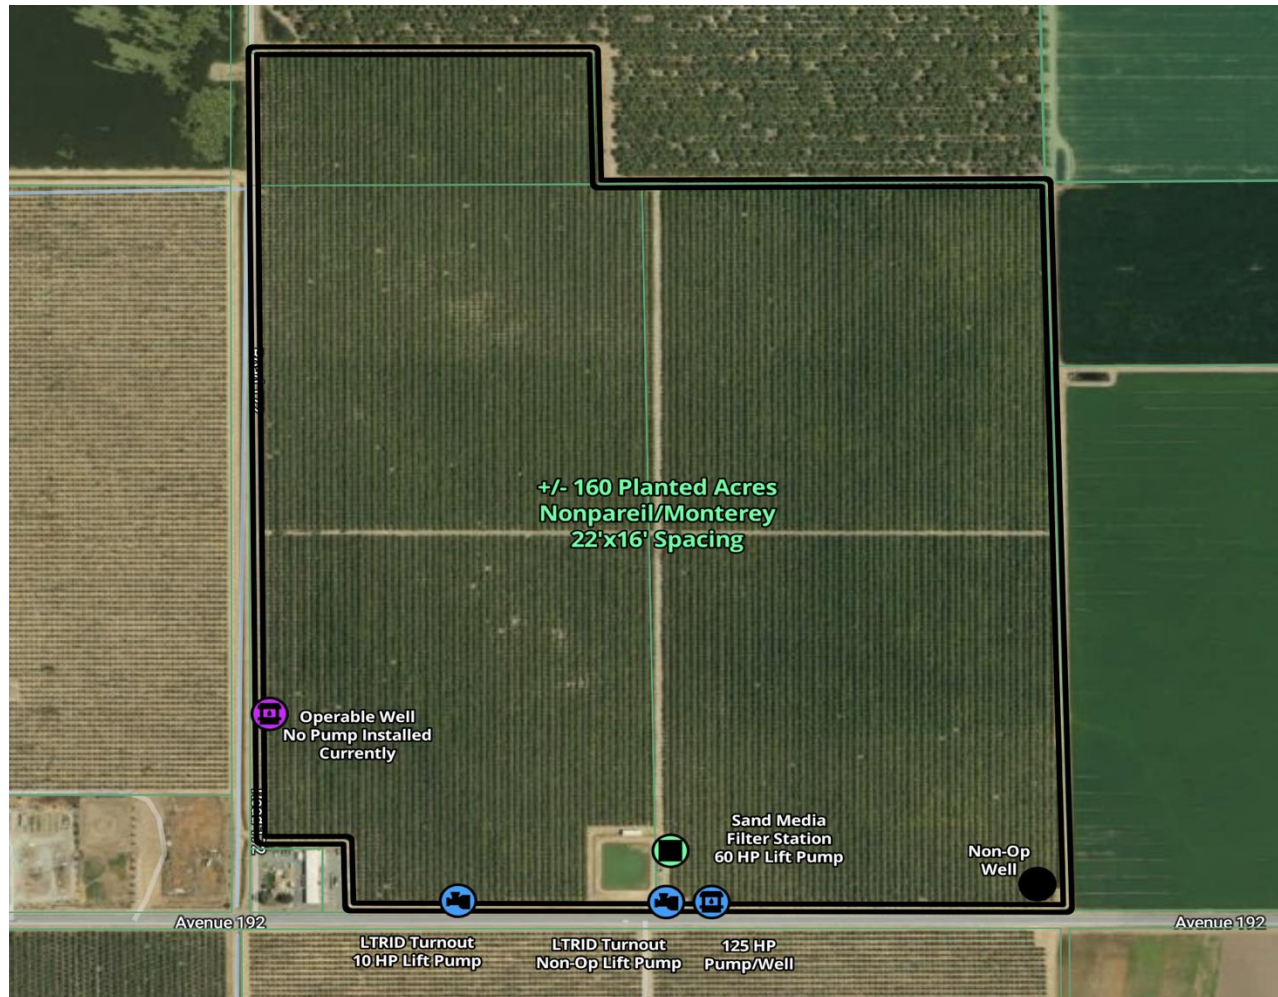 +/- 160 Planted Acres
Nonpareil/Monterey
22'x16' Spacing
Operable Well
No Pump Installed
Currently
Sand Media
Filter Station
60 HP Lift Pump
Non-Op
Well
Avenue 192
Avenue 192
LTRID Turnout
10 HP Lift Pump
LTRID Turnout
Non-Op Lift Pump
125 HP
Pump/Well